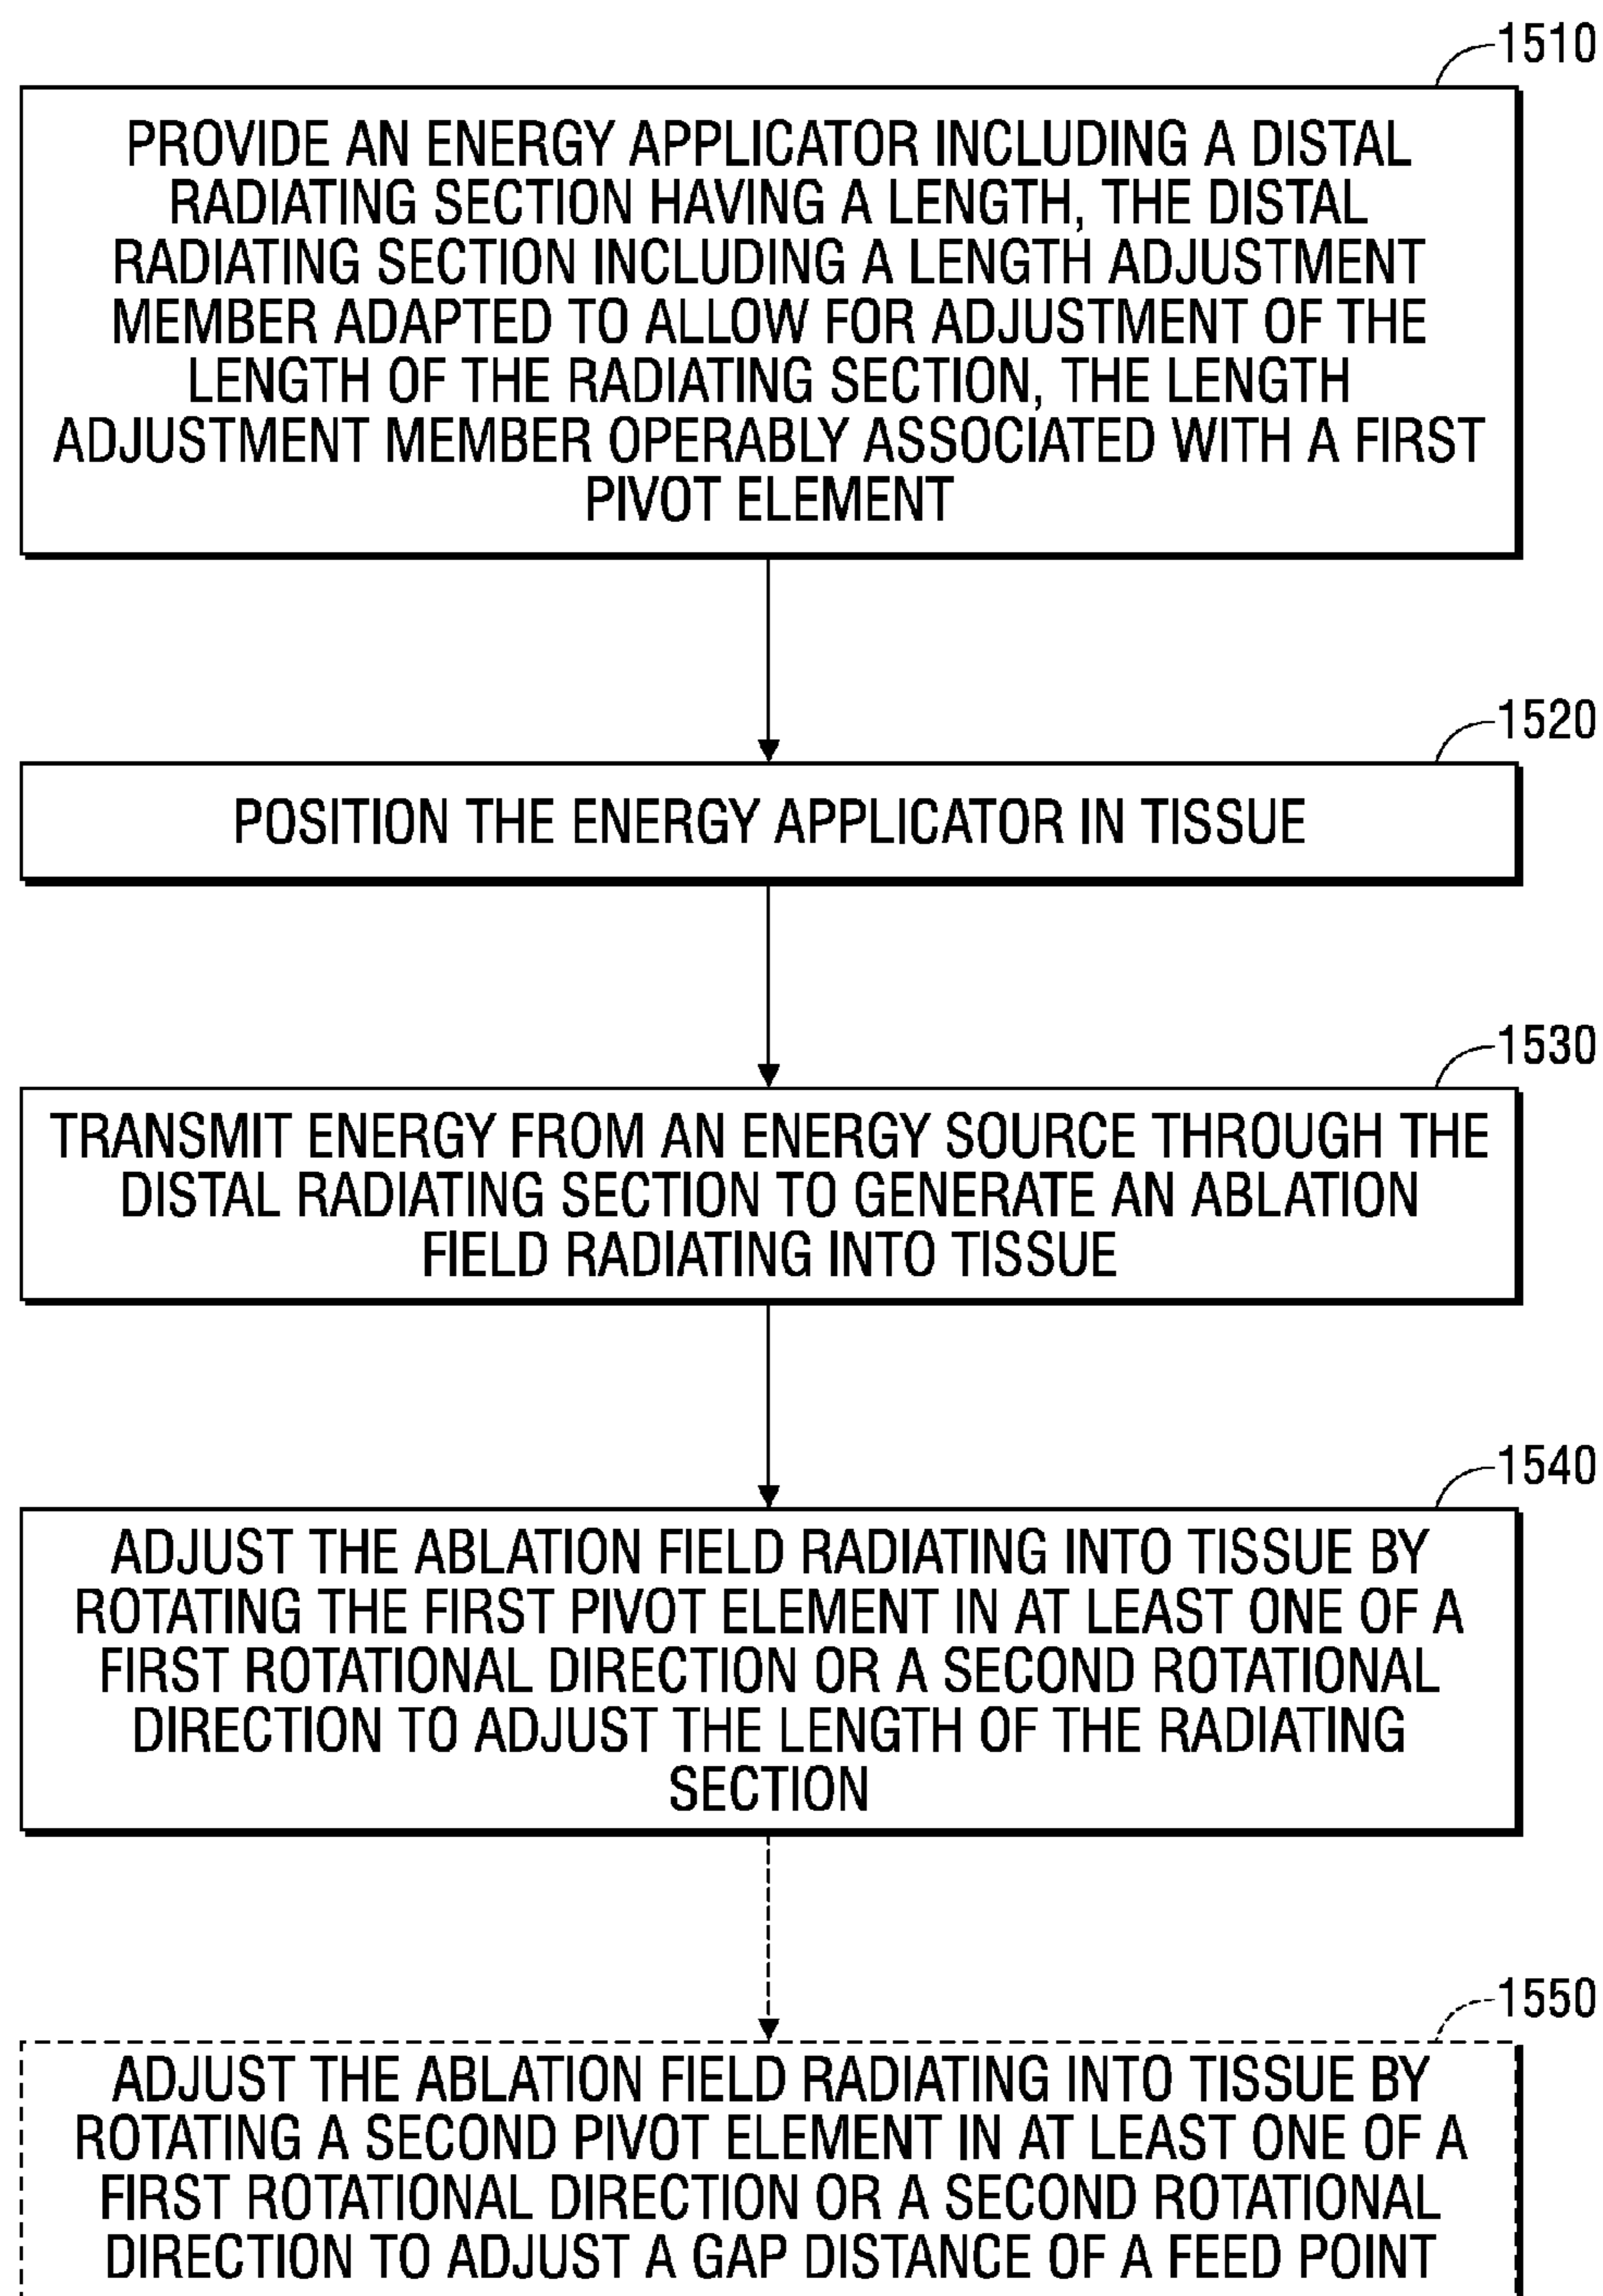 1510
PROVIDE AN ENERGY APPLICATOR INCLUDING A DISTAL
RADIATING SECTION HAVING A LENGTH, THE DISTAL
RADIATING SECTION INCLUDING A LENGTH ADJUSTMENT
MEMBER ADAPTED TO ALLOW FOR ADJUSTMENT OF THE
LENGTH OF THE RADIATING SECTION, THE LENGTH
ADJUSTMENT MEMBER OPERABLY ASSOCIATED WITH A FIRST
PIVOT ELEMENT
1520
POSITION THE ENERGY APPLICATOR IN TISSUE
1530
TRANSMIT ENERGY FROM AN ENERGY SOURCE THROUGH THE
DISTAL RADIATING SECTION TO GENERATE AN ABLATION
FIELD RADIATING INTO TISSUE
1540
ADJUST THE ABLATION FIELD RADIATING INTO TISSUE BY
ROTATING THE FIRST PIVOT ELEMENT IN AT LEAST ONE OF A
FIRST ROTATIONAL DIRECTION OR A SECOND ROTATIONAL
DIRECTION TO ADJUST THE LENGTH OF THE RADIATING
SECTION
1550
ADJUST THE ABLATION FIELD RADIATING INTO TISSUE BY
ROTATING A SECOND PIVOT ELEMENT IN AT LEAST ONE OF A
FIRST ROTATIONAL DIRECTION OR A SECOND ROTATIONAL
DIRECTION TO ADJUST A GAP DISTANCE OF A FEED POINT